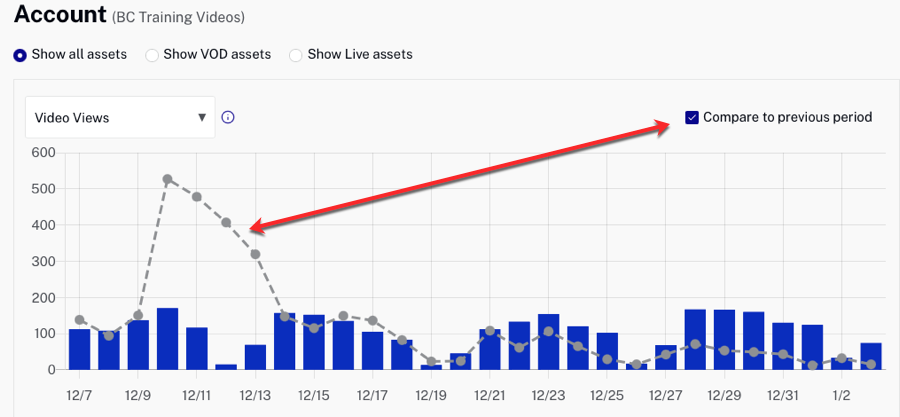 Account (BC Training Videos)
Show all assets Show VOD assets Show Live assets
Video Views ▼ i Compare to previous period
600
500
400
300
200
100
0
12/7 12/9 12/11 12/13 12/15 12/17 12/19 12/21 12/23 12/25 12/27 12/29 12/31 1/2